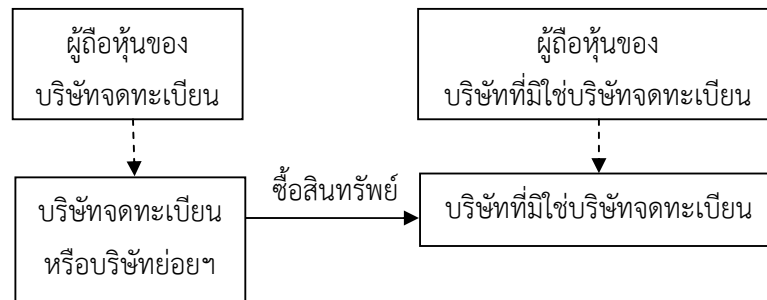 ผู้ถือหุ้นของ
บริษัทจดทะเบียน
ผู้ถือหุ้นของ
บริษัทที่มิใช่บริษัทจดทะเบียน
บริษัทจดทะเบียน
หรือบริษัทย่อยฯ
ซื้อสินทรัพย์
บริษัทที่มิใช่บริษัทจดทะเบียน